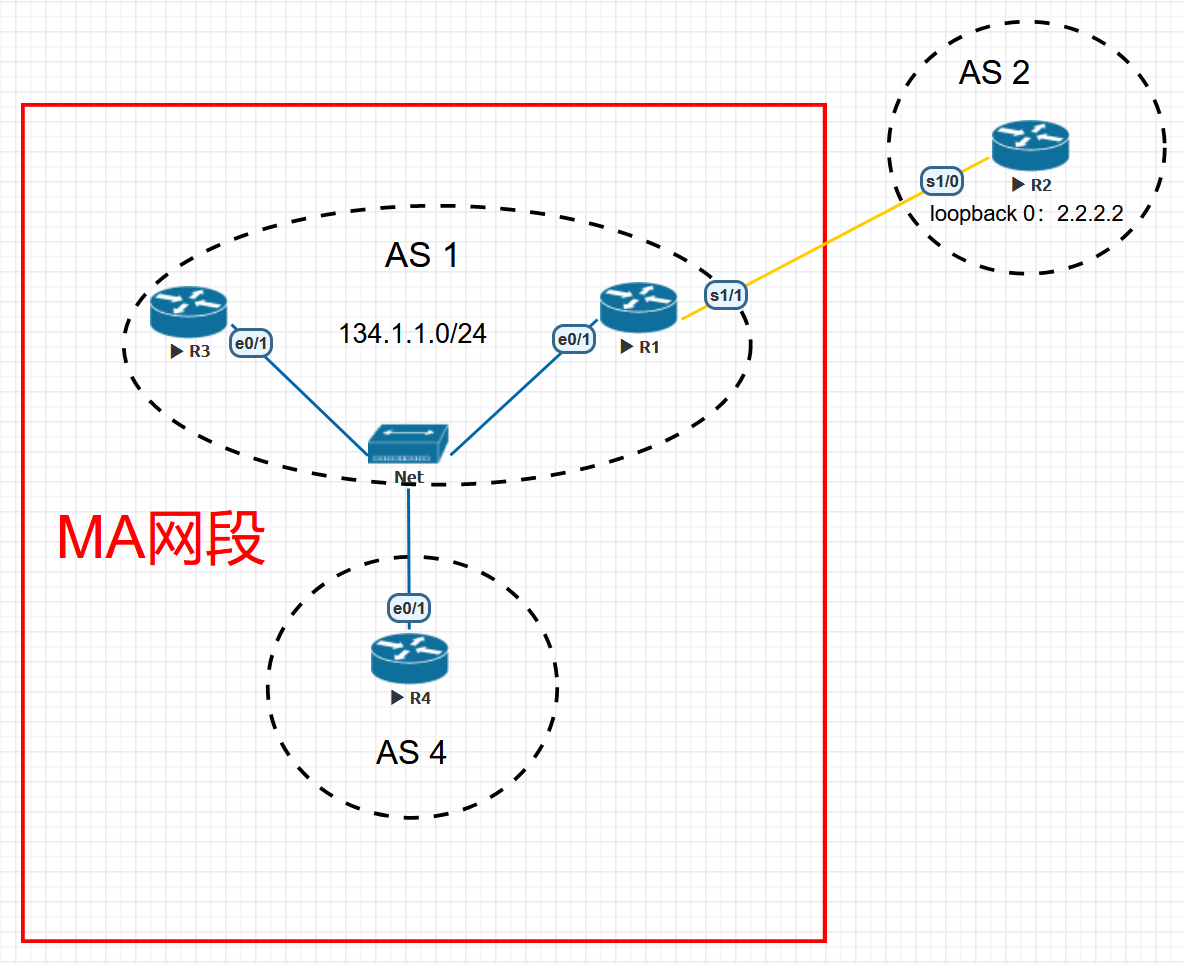 AS 2
R2
s1/0
loopback 0：2.2.2.2
AS 1
s1/1
134.1.1.0/24
R3
e0/1
e0/1
R1
Net
MA网段
e0/1
R4
AS 4